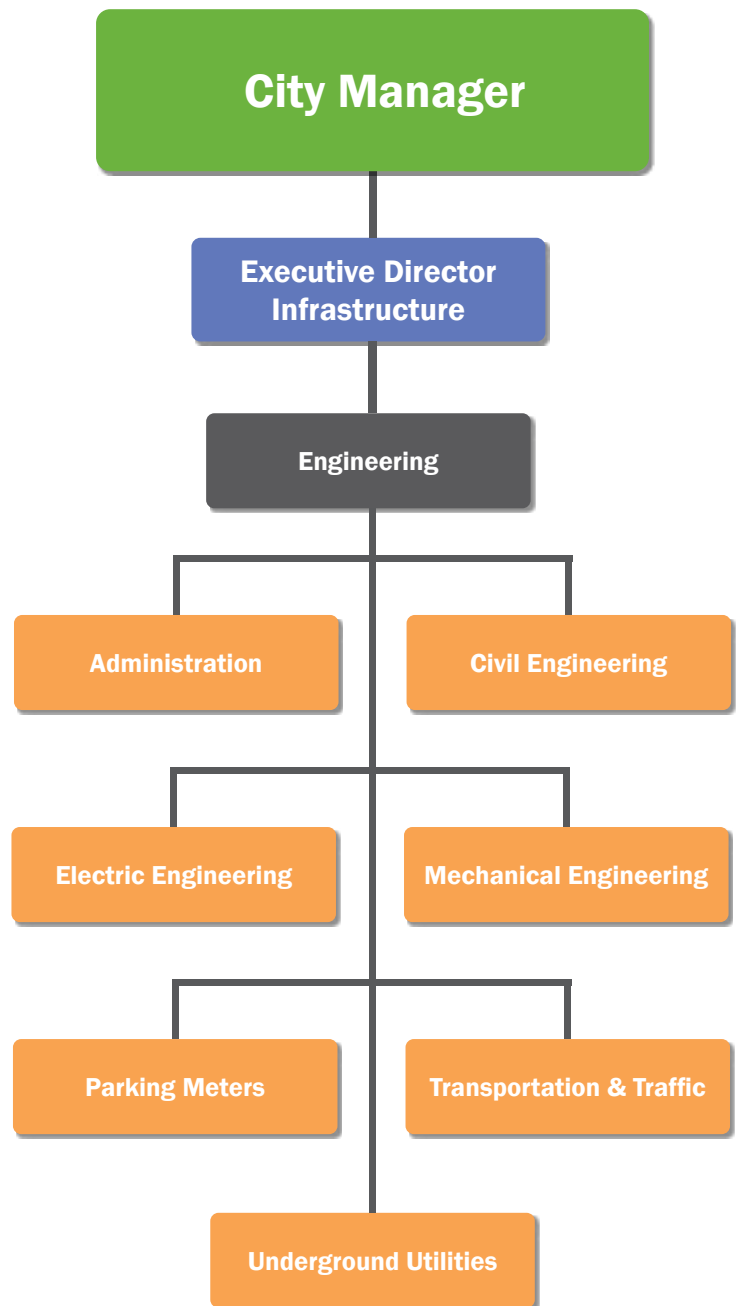 City Manager
Executive Director
Infrastructure
Engineering
Administration
Civil Engineering
Electric Engineering
Mechanical Engineering
Parking Meters
Transportation & Traffic
Underground Utilities